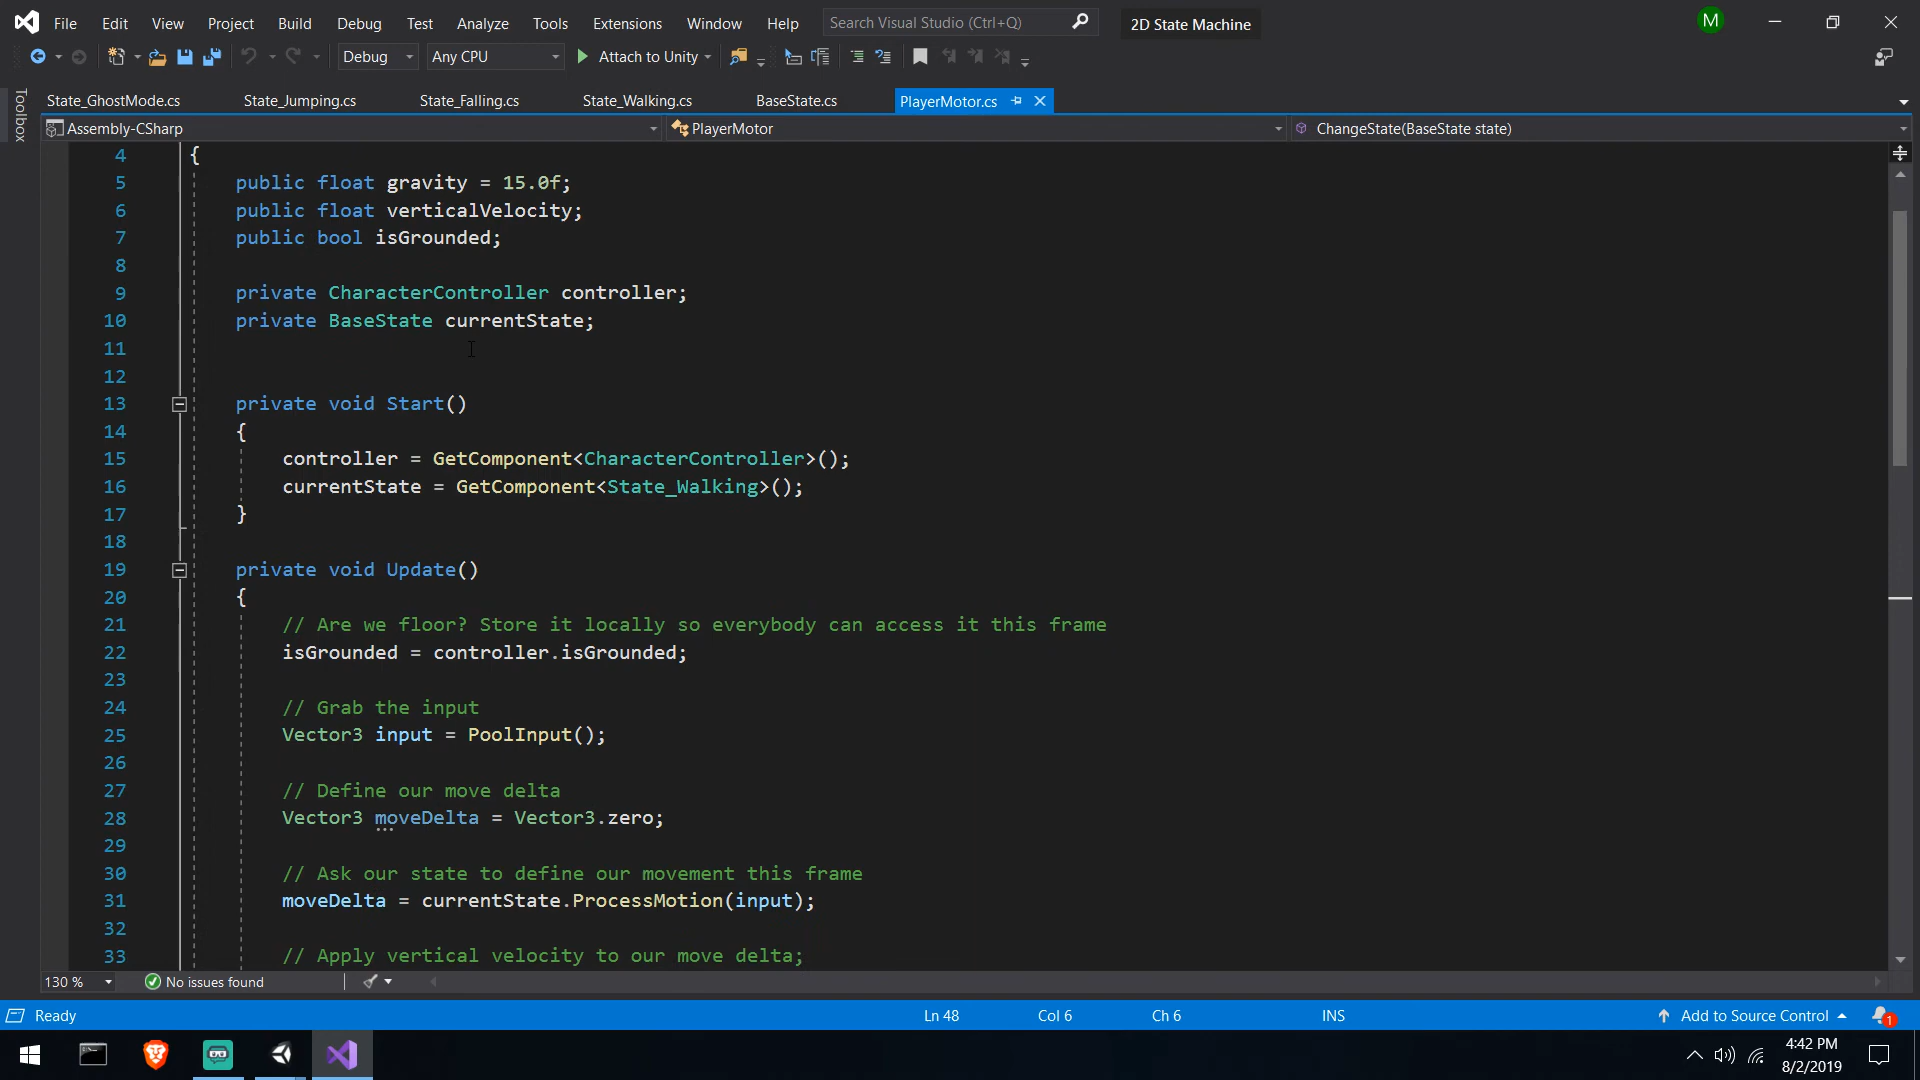 File Edit View Project Build Debug Test Analyze Tools Extensions Window Help Search Visual Studio (Ctrl+Q) 2D State Machine M
Debug Any CPU Attach to Unity
Toolbox
State_GhostMode.cs State_Jumping.cs State_Falling.cs State_Walking.cs BaseState.cs PlayerMotor.cs
Assembly-CSharp PlayerMotor ChangeState(BaseState state)
4 {
5 public float gravity = 15.0f;
6 public float verticalVelocity;
7 public bool isGrounded;
8
9 private CharacterController controller;
10 private BaseState currentState;
11
12
13 private void Start()
14 {
15 controller = GetComponent<CharacterController>();
16 currentState = GetComponent<State_Walking>();
17 }
18
19 private void Update()
20 {
21 // Are we floor? Store it locally so everybody can access it this frame
22 isGrounded = controller.isGrounded;
23
24 // Grab the input
25 Vector3 input = PoolInput();
26
27 // Define our move delta
28 Vector3 moveDelta = Vector3.zero;
29
30 // Ask our state to define our movement this frame
31 moveDelta = currentState.ProcessMotion(input);
32
33 // Apply vertical velocity to our move delta;
130 % No issues found
Ready Ln 48 Col 6 Ch 6 INS Add to Source Control 1
4:42 PM
8/2/2019